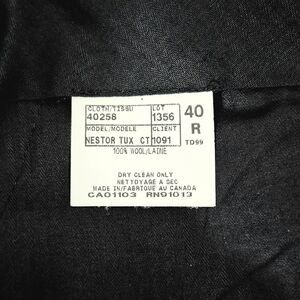 CLOTH/TISSU LOT
40258 1356 40
MODEL/MODELE CLIENT R
NESTOR TUX CT 1091 TD99
100% WOOL/LAINE
DRY CLEAN ONLY
NETTOYAGE A SEC
MADE IN/FABRIQUE AU CANADA
CA01103 RN91013